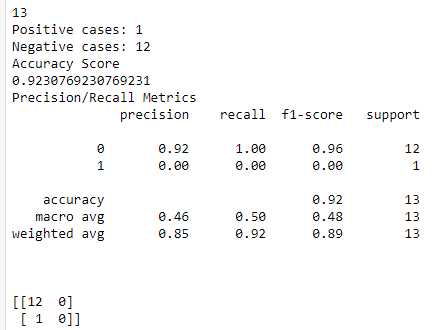 13
Positive cases: 1
Negative cases: 12
Accuracy Score
0.9230769230769231
Precision/Recall Metrics
precision recall f1-score support
0 0.92 1.00 0.96 12
1 0.00 0.00 0.00 1
accuracy 0.92 13
macro avg 0.46 0.50 0.48 13
weighted avg 0.85 0.92 0.89 13
[[12 0]
[ 1 0]]